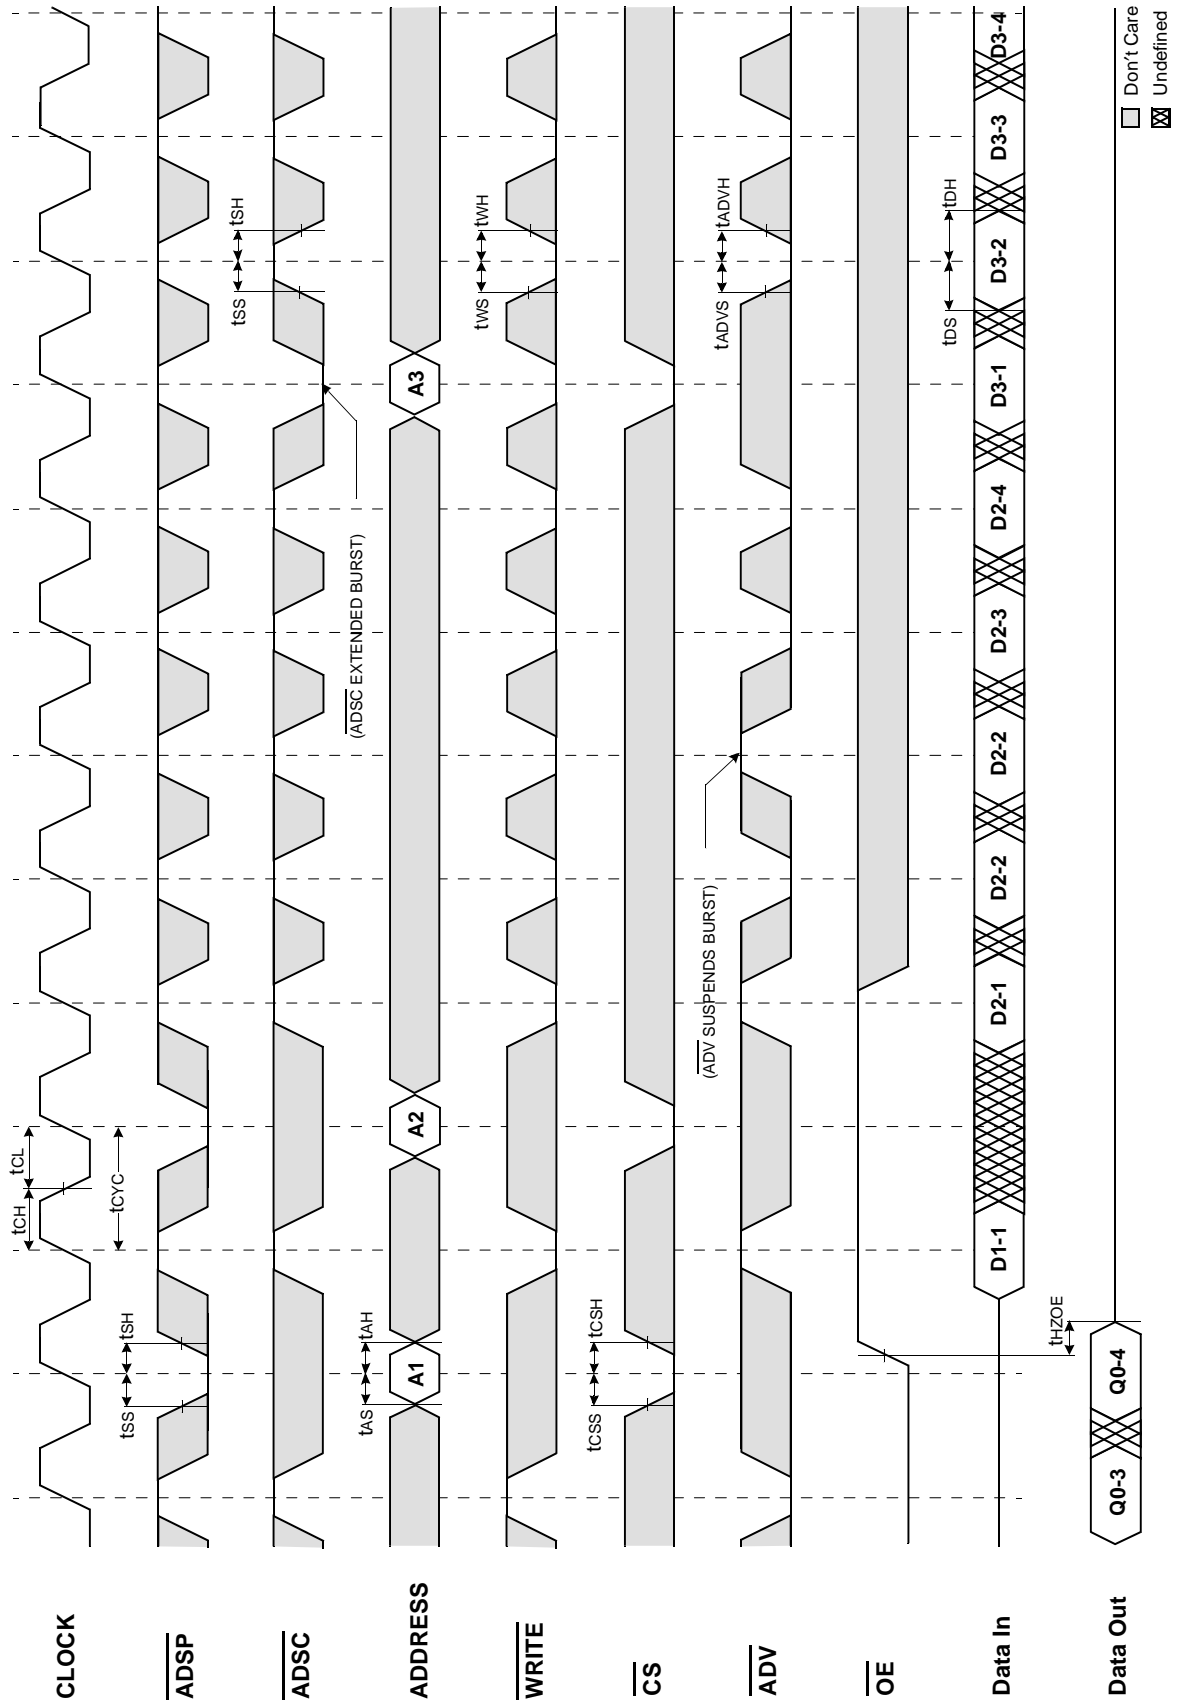 CLOCK
tCH
tCL
tCYC
ADSP
tSS
tSH
ADSC
tSS
tSH
(ADSC EXTENDED BURST)
ADDRESS
tAS
tAH
A1
A2
A3
WRITE
tWS
tWH
CS
tCSS
tCSH
(ADV SUSPENDS BURST)
ADV
tADVS
tADVH
OE
Data In
D1-1
D2-1
D2-2
D2-2
D2-3
D2-4
D3-1
D3-2
D3-3
D3-4
tDS
tDH
tHZOE
Data Out
Q0-3
Q0-4
Don't Care
Undefined